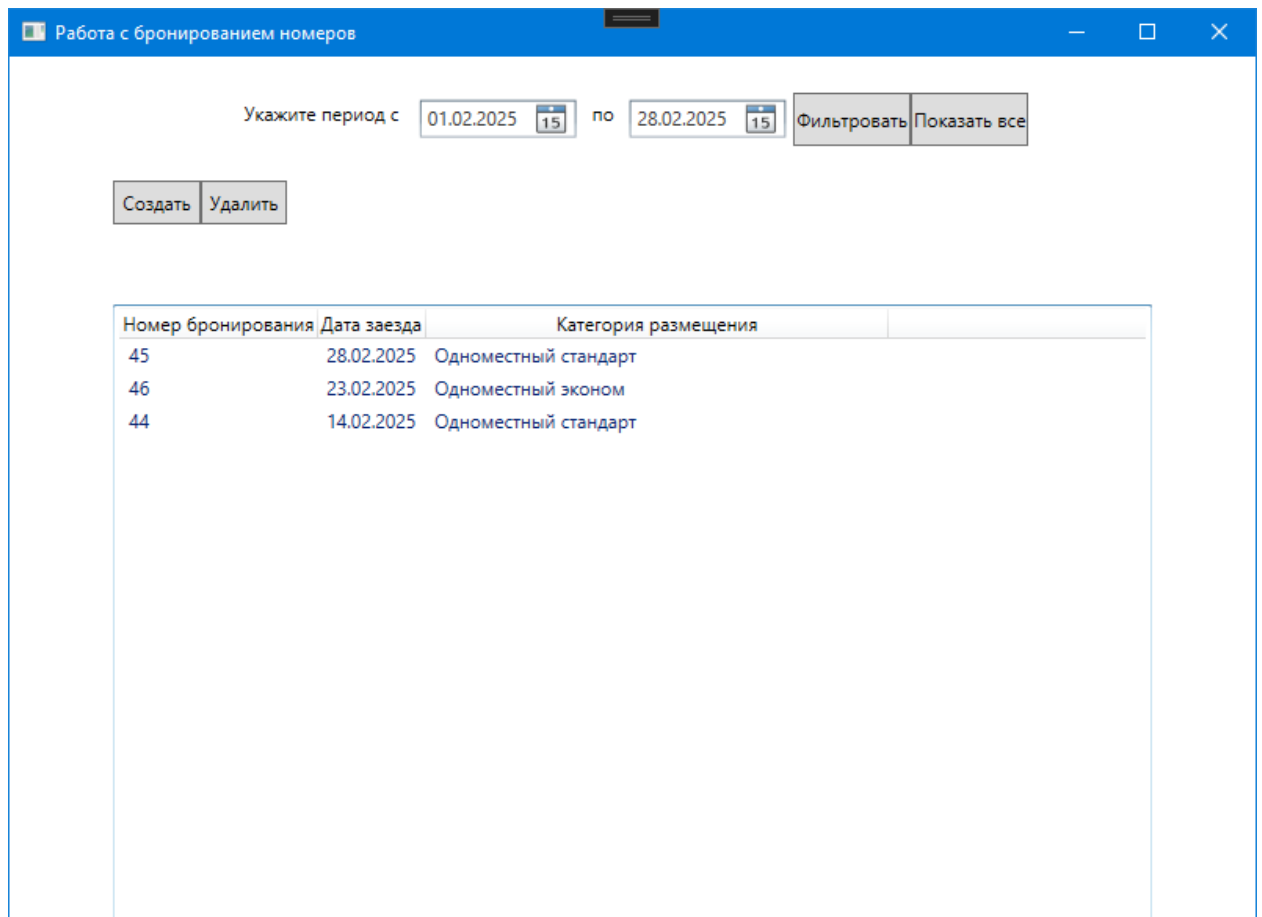 Работа с бронированием номеров
Укажите период с 01.02.2025 15 по 28.02.2025 15 Фильтровать Показать все
Создать Удалить
Номер бронирования Дата заезда Категория размещения
45 28.02.2025 Одноместный стандарт
46 23.02.2025 Одноместный эконом
44 14.02.2025 Одноместный стандарт